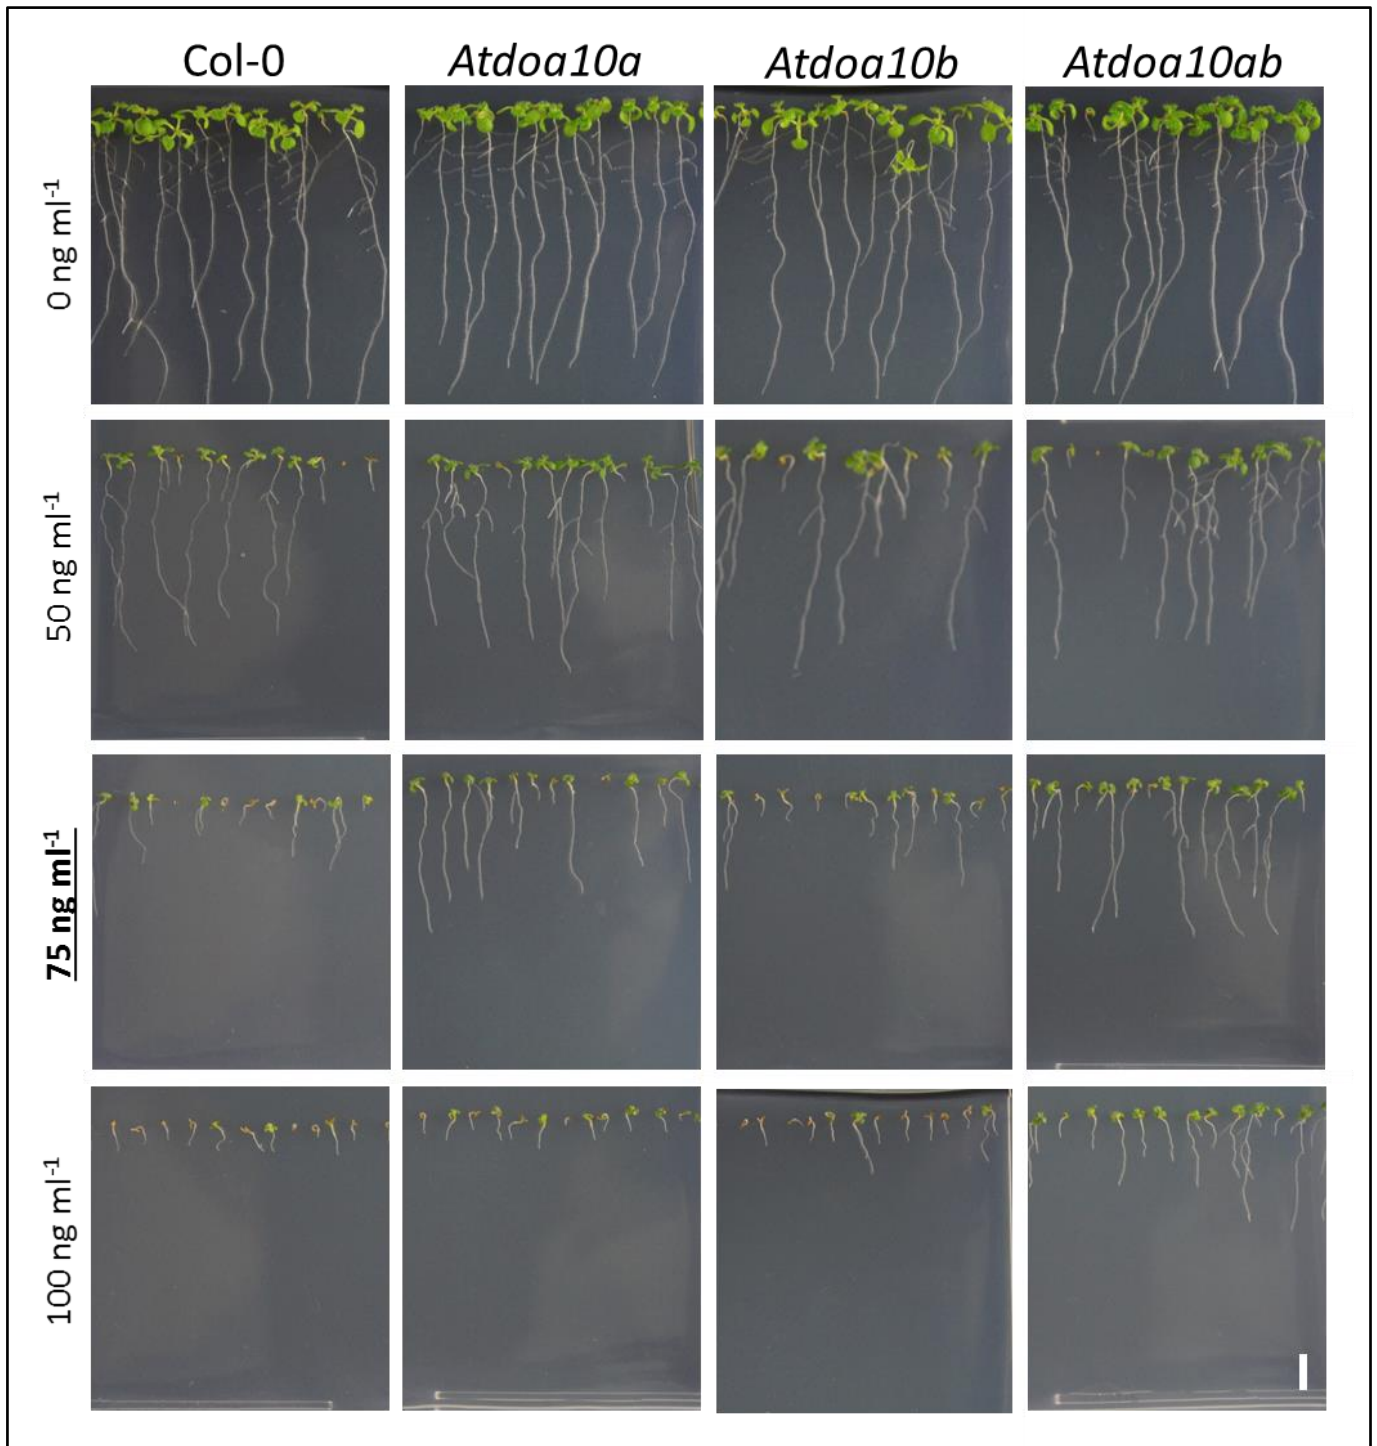 Col-0 Atdoa10a Atdoa10b Atdoa10ab
0 ng ml⁻¹
50 ng ml⁻¹
75 ng ml⁻¹
100 ng ml⁻¹